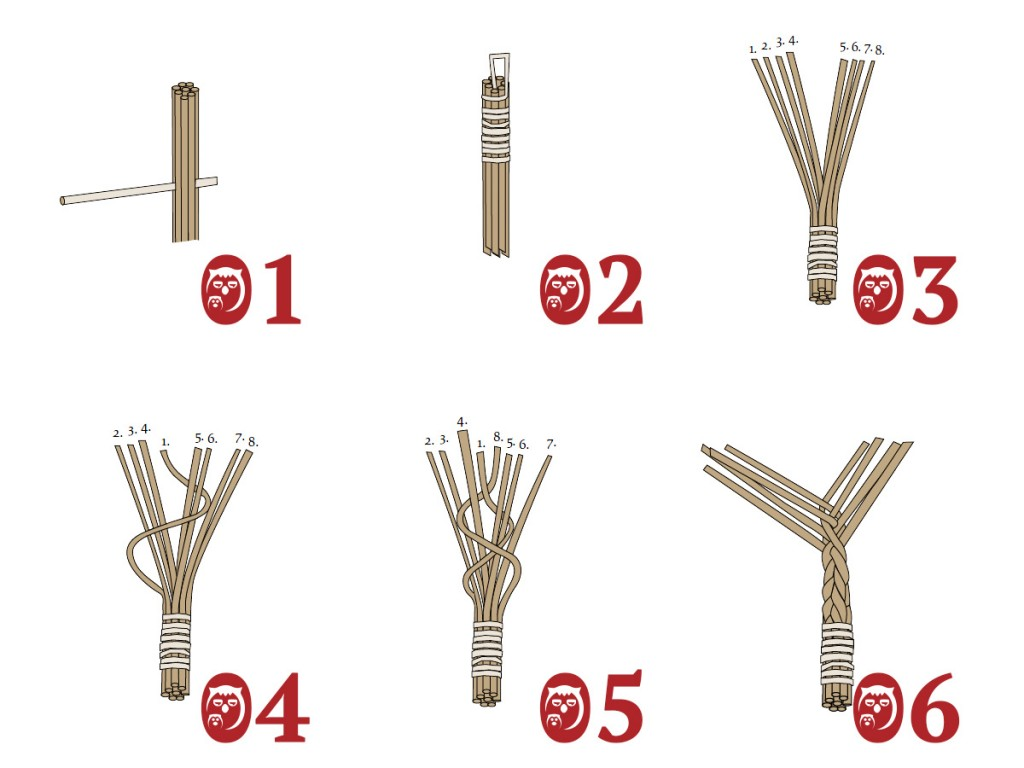 1. 2. 3. 4. 5. 6. 7. 8.
01 02 03
2. 3. 4. 1. 5. 6. 7. 8.
2. 3. 4. 1. 8. 5. 6. 7.
04 05 06